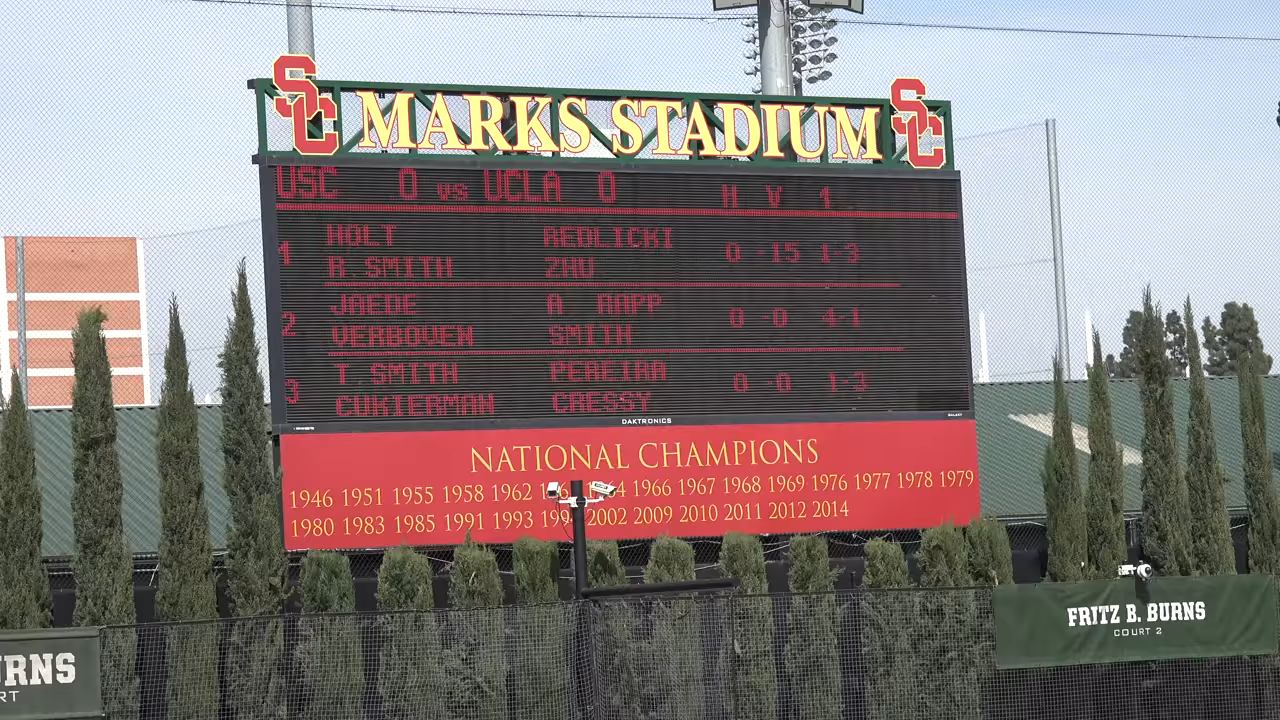 SC MARKS STADIUM SC
USC 0 vs UCLA 0 H V 1
1 HOLT REDLICKI 0 -15 1-3
R.SMITH ZHU
2 JAEDE A RAPP 0 -0 4-1
VERBOVEN SMITH
3 T.SMITH PEREIRA 0 -0 1-3
CUKIERMAN CRESSY
DAKTRONICS
NATIONAL CHAMPIONS
1946 1951 1955 1958 1962 1966 1967 1968 1969 1976 1977 1978 1979
1980 1983 1985 1991 1993 2002 2009 2010 2011 2012 2014
FRITZ B. BURNS
COURT 2
RNS
RT